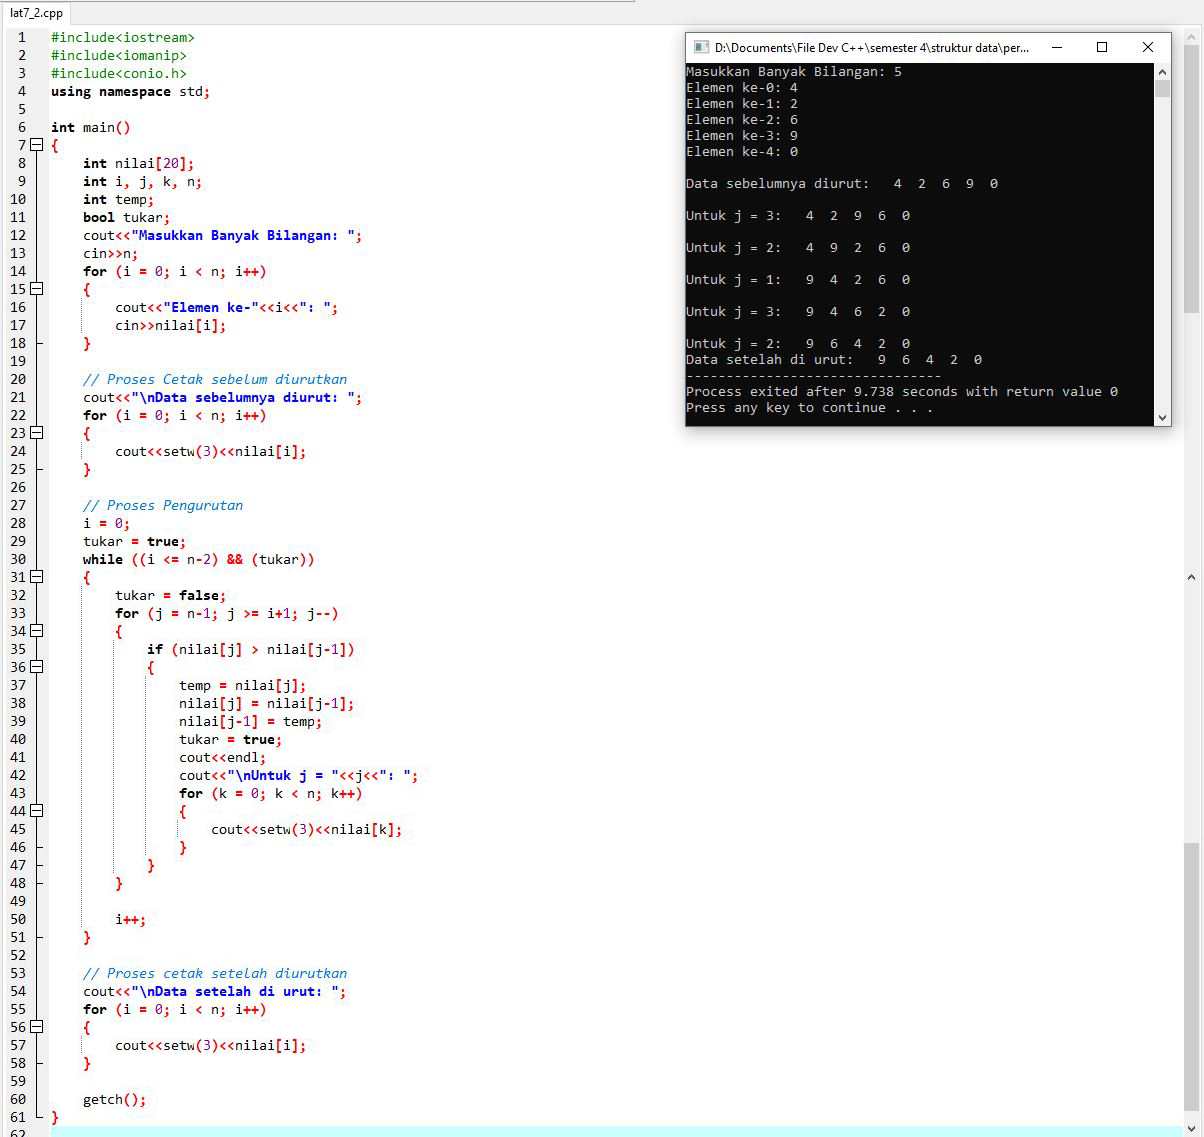 lat7_2.cpp
1 #include<iostream>
2 #include<iomanip>
3 #include<conio.h>
4 using namespace std;
5
6 int main()
7 {
8 int nilai[20];
9 int i, j, k, n;
10 int temp;
11 bool tukar;
12 cout<<"Masukkan Banyak Bilangan: ";
13 cin>>n;
14 for (i = 0; i < n; i++)
15 {
16 cout<<"Elemen ke-"<<i<<": ";
17 cin>>nilai[i];
18 }
19
20 // Proses Cetak sebelum diurutkan
21 cout<<"\nData sebelumnya diurut: ";
22 for (i = 0; i < n; i++)
23 {
24 cout<<setw(3)<<nilai[i];
25 }
26
27 // Proses Pengurutan
28 i = 0;
29 tukar = true;
30 while ((i <= n-2) && (tukar))
31 {
32 tukar = false;
33 for (j = n-1; j >= i+1; j--)
34 {
35 if (nilai[j] > nilai[j-1])
36 {
37 temp = nilai[j];
38 nilai[j] = nilai[j-1];
39 nilai[j-1] = temp;
40 tukar = true;
41 cout<<endl;
42 cout<<"\nUntuk j = "<<j<<": ";
43 for (k = 0; k < n; k++)
44 {
45 cout<<setw(3)<<nilai[k];
46 }
47 }
48 }
49
50 i++;
51 }
52
53 // Proses cetak setelah diurutkan
54 cout<<"\nData setelah di urut: ";
55 for (i = 0; i < n; i++)
56 {
57 cout<<setw(3)<<nilai[i];
58 }
59
60 getch();
61 }
62
D:\Documents\File Dev C++\semester 4\struktur data\per...
Masukkan Banyak Bilangan: 5
Elemen ke-0: 4
Elemen ke-1: 2
Elemen ke-2: 6
Elemen ke-3: 9
Elemen ke-4: 0
Data sebelumnya diurut:   4  2  6  9  0
Untuk j = 3:   4  2  9  6  0
Untuk j = 2:   4  9  2  6  0
Untuk j = 1:   9  4  2  6  0
Untuk j = 3:   9  4  6  2  0
Untuk j = 2:   9  6  4  2  0
Data setelah di urut:   9  6  4  2  0
--------------------------------
Process exited after 9.738 seconds with return value 0
Press any key to continue . . .